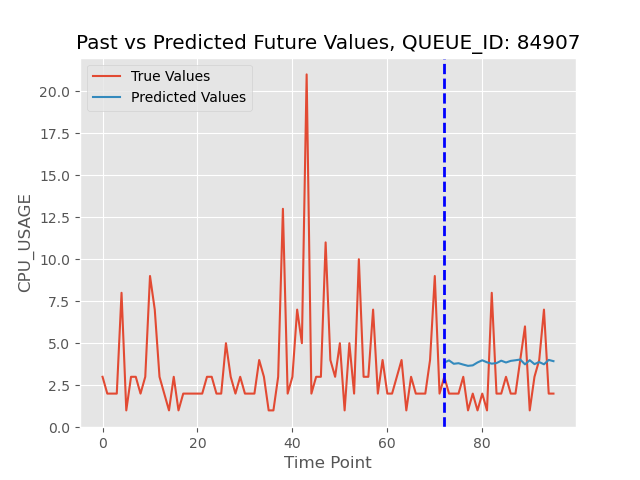 Past vs Predicted Future Values, QUEUE_ID: 84907
True Values
Predicted Values
20.0
17.5
15.0
12.5
10.0
7.5
5.0
2.5
0.0
CPU_USAGE
0 20 40 60 80
Time Point